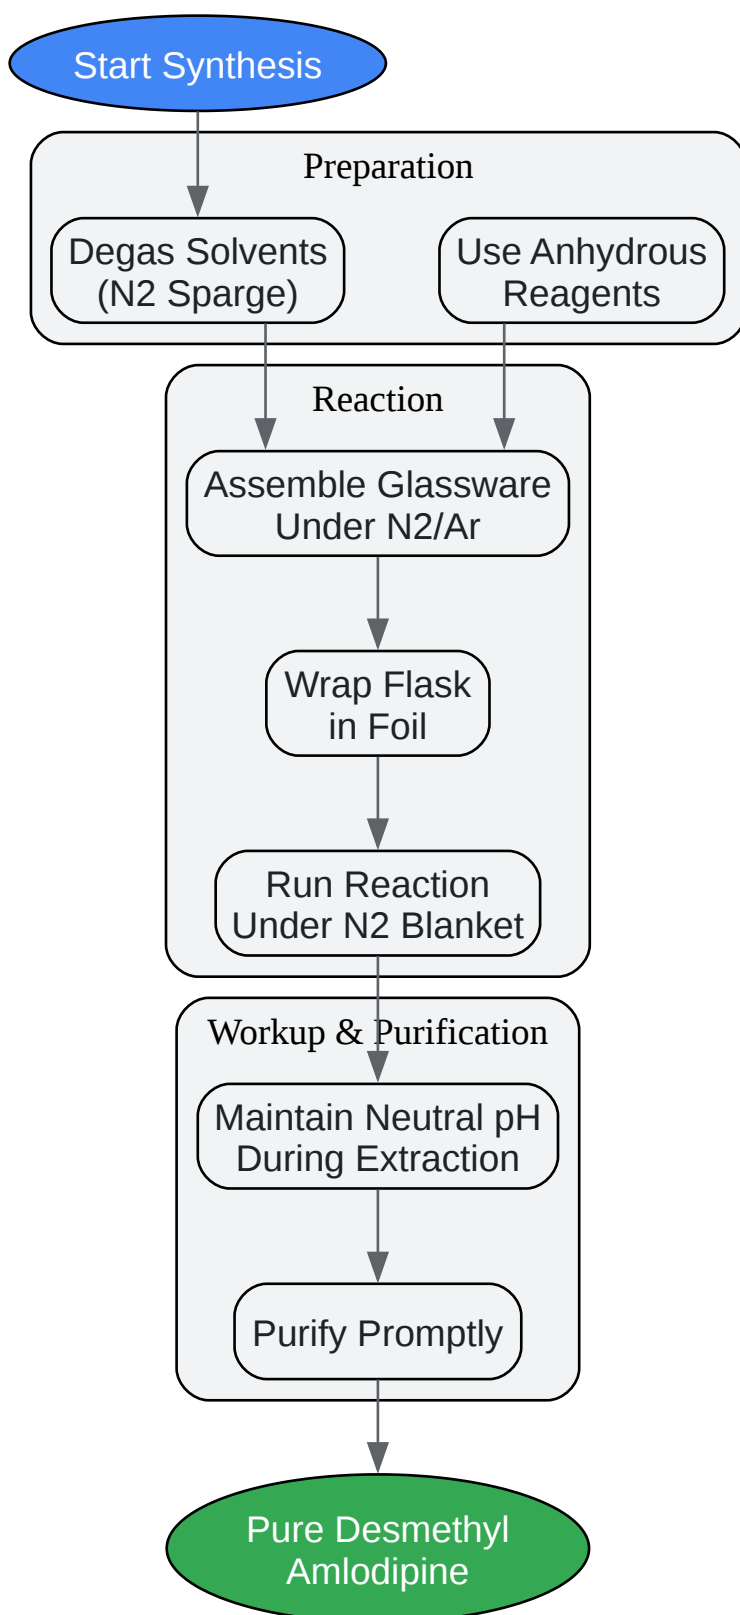 Start Synthesis
Preparation
Degas Solvents
(N2 Sparge)
Use Anhydrous
Reagents
Reaction
Assemble Glassware
Under N2/Ar
Wrap Flask
in Foil
Run Reaction
Under N2 Blanket
Workup & Purification
Maintain Neutral pH
During Extraction
Purify Promptly
Pure Desmethyl
Amlodipine